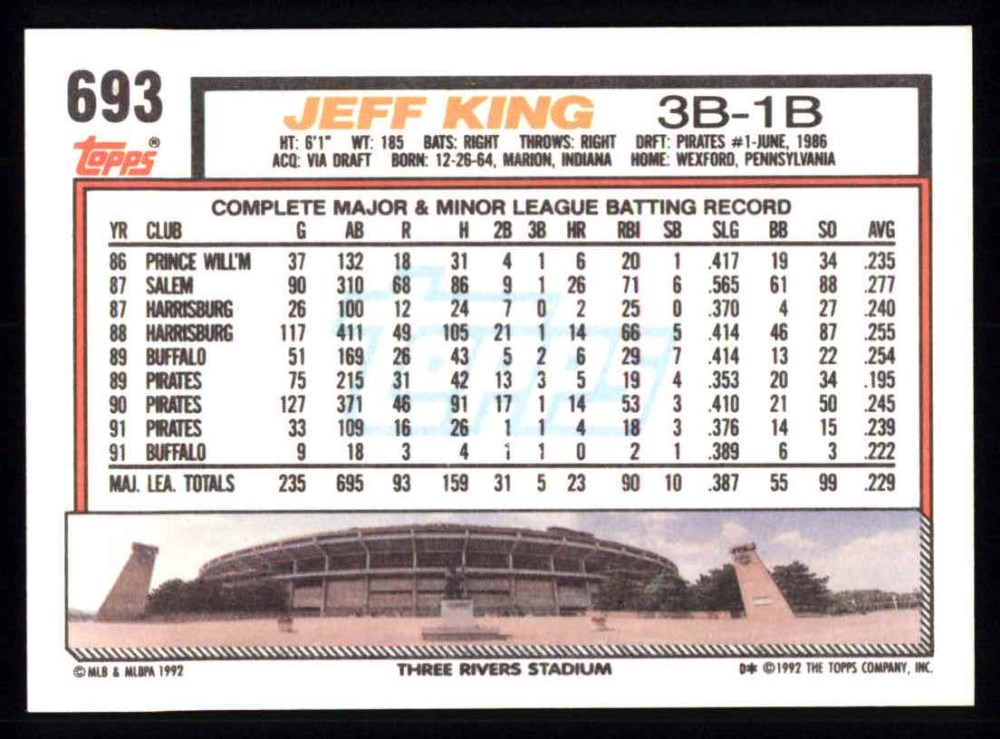 693
JEFF KING 3B-1B
topps®
HT: 6'1" WT: 185 BATS: RIGHT THROWS: RIGHT DRFT: PIRATES #1-JUNE, 1986
ACQ: VIA DRAFT BORN: 12-26-64, MARION, INDIANA HOME: WEXFORD, PENNSYLVANIA
COMPLETE MAJOR & MINOR LEAGUE BATTING RECORD
YR CLUB G AB R H 2B 3B HR RBI SB SLG BB SO AVG
86 PRINCE WILL'M 37 132 18 31 4 1 6 20 1 .417 19 34 .235
87 SALEM 90 310 68 86 9 1 26 71 6 .565 61 88 .277
87 HARRISBURG 26 100 12 24 7 0 2 25 0 .370 4 27 .240
88 HARRISBURG 117 411 49 105 21 1 14 66 5 .414 46 87 .255
89 BUFFALO 51 169 26 43 5 2 6 29 7 .414 13 22 .254
89 PIRATES 75 215 31 42 13 3 5 19 4 .353 20 34 .195
90 PIRATES 127 371 46 91 17 1 14 53 3 .410 21 50 .245
91 PIRATES 33 109 16 26 1 1 4 18 3 .376 14 15 .239
91 BUFFALO 9 18 3 4 1 1 0 2 1 .389 6 3 .222
MAJ. LEA. TOTALS 235 695 93 159 31 5 23 90 10 .387 55 99 .229
topps
© MLB & MLBPA 1992 THREE RIVERS STADIUM D* © 1992 THE TOPPS COMPANY, INC.